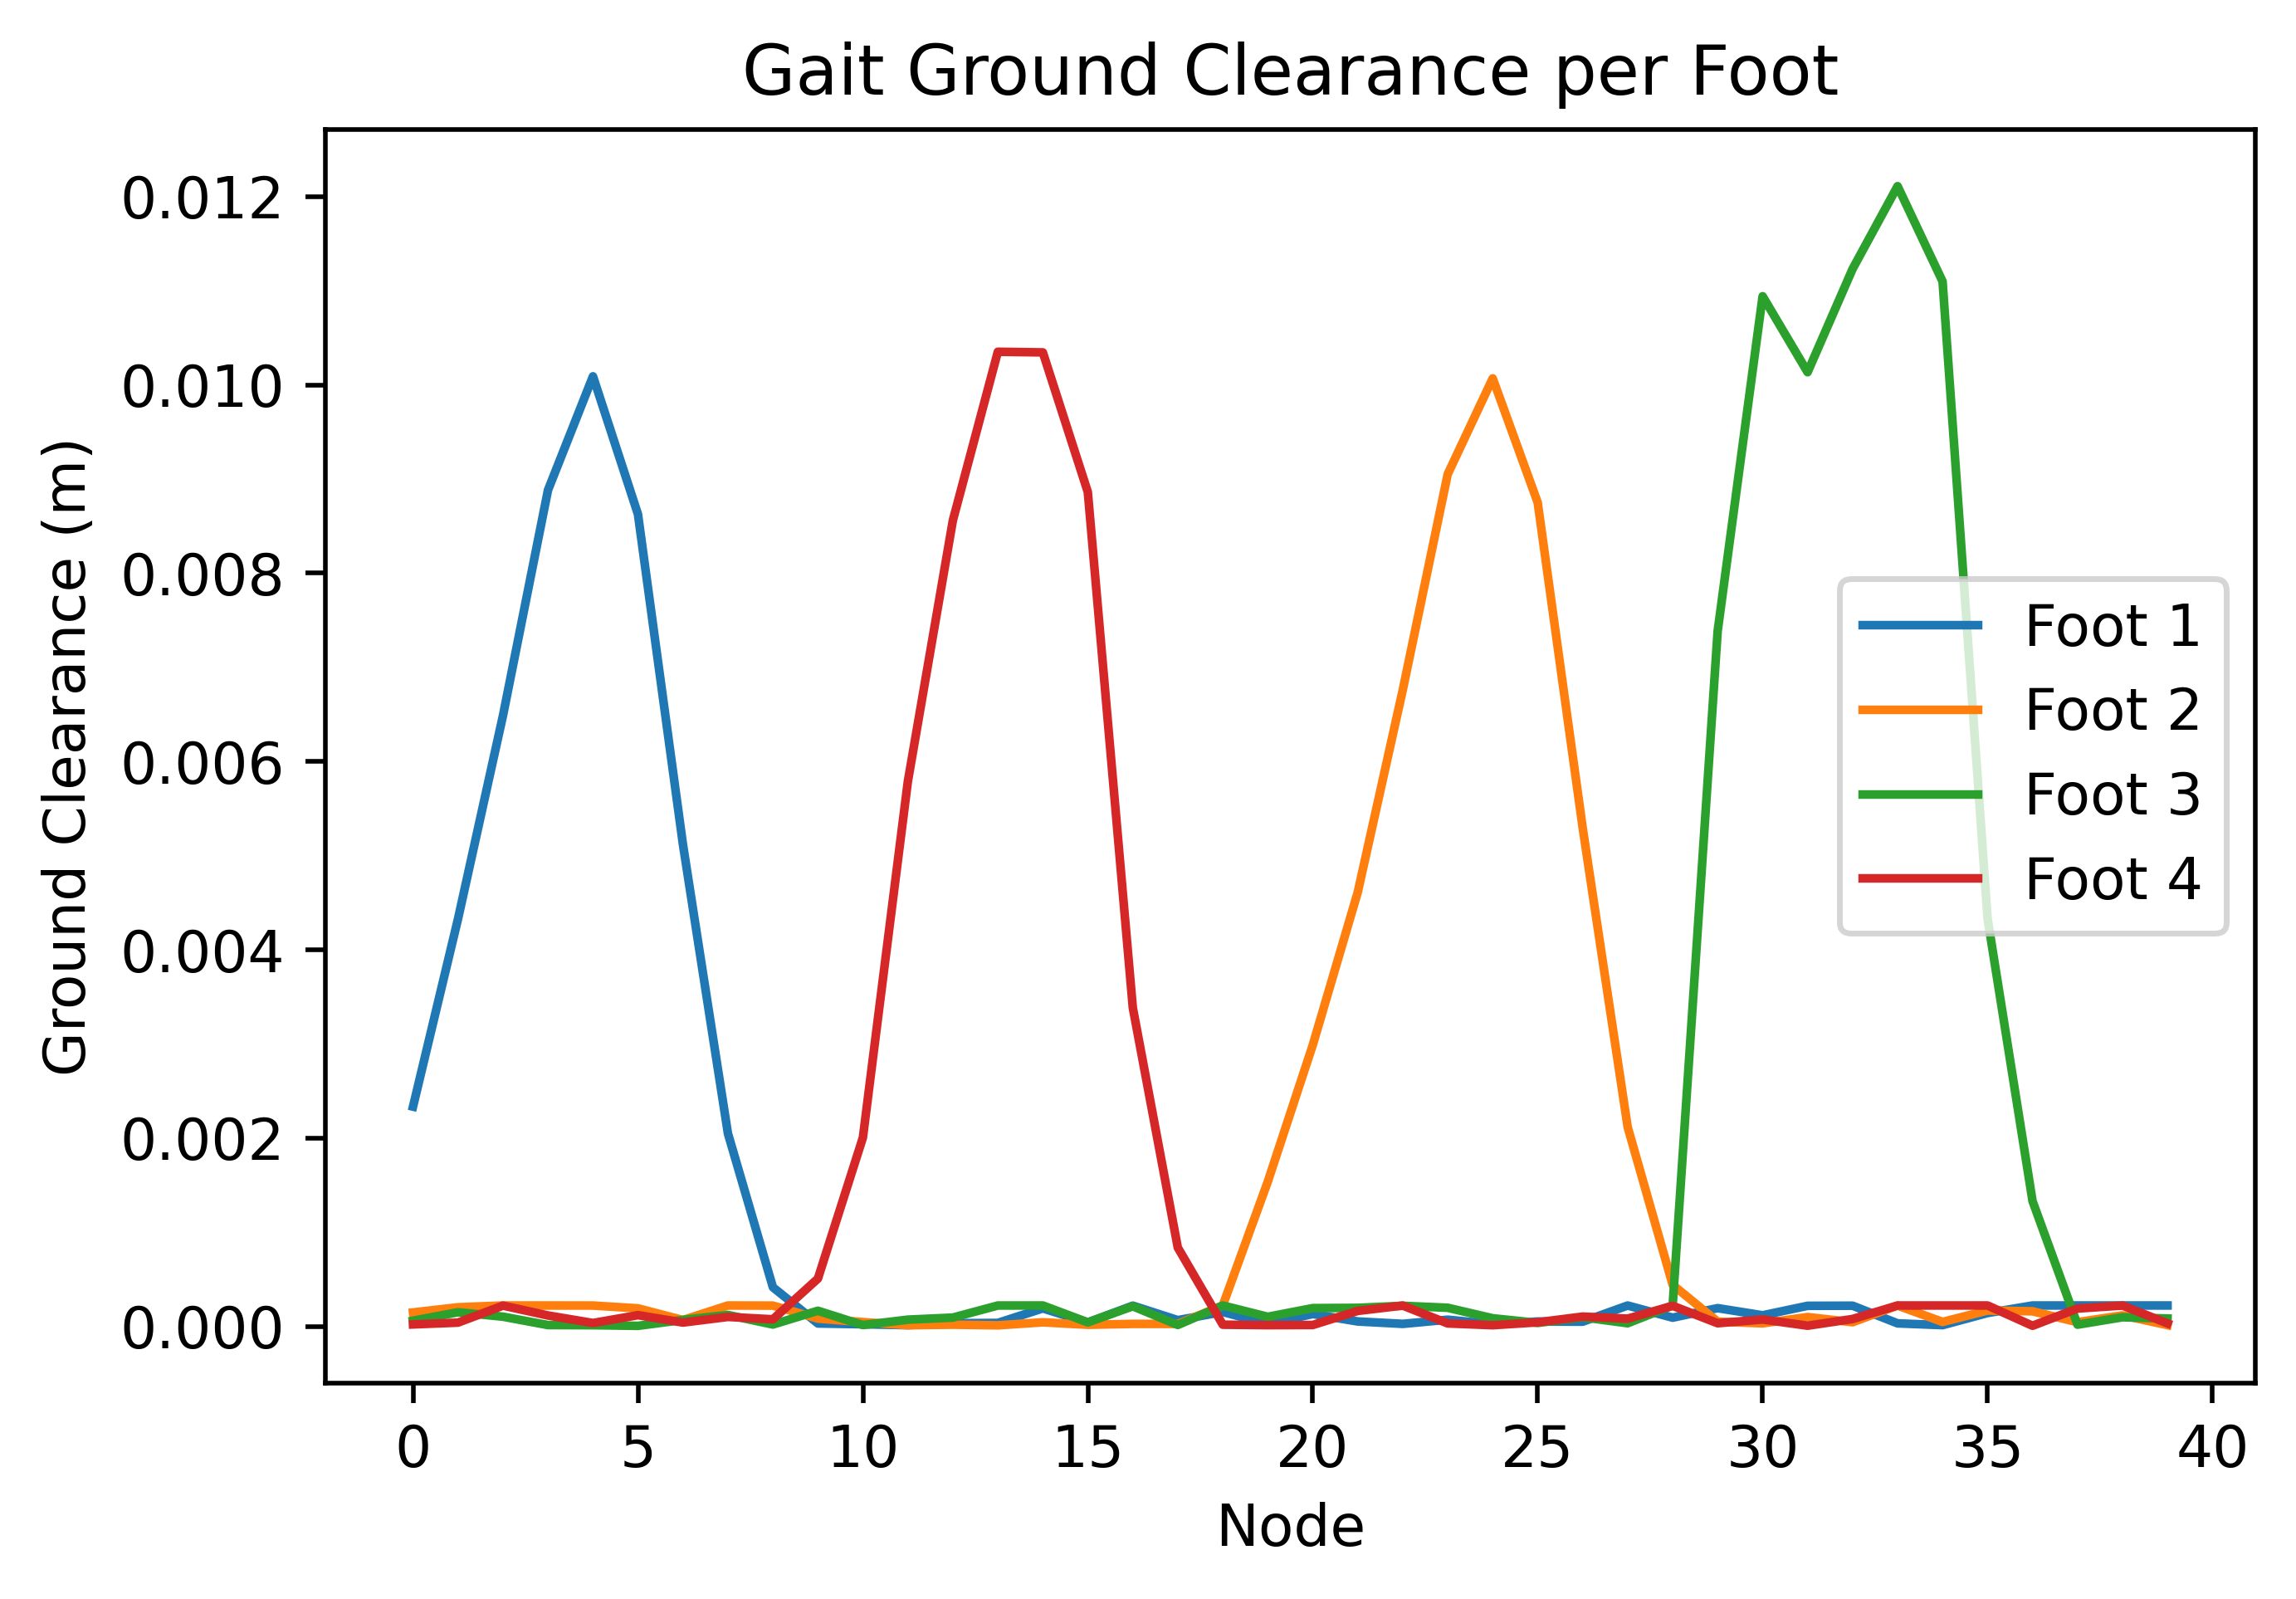 Gait Ground Clearance per Foot
0.012
0.010
0.008
0.006
0.004
0.002
0.000
Ground Clearance (m)
Foot 1
Foot 2
Foot 3
Foot 4
0 5 10 15 20 25 30 35 40
Node